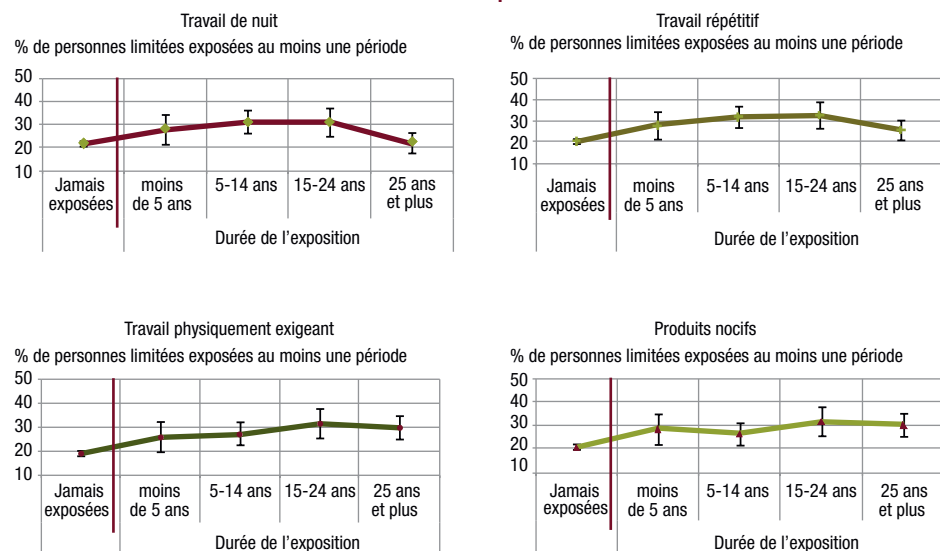 Travail de nuit
% de personnes limitées exposées au moins une période
50
40
30
20
10
Jamais exposées
moins de 5 ans
5-14 ans
15-24 ans
25 ans et plus
Durée de l'exposition
Travail répétitif
% de personnes limitées exposées au moins une période
50
40
30
20
10
Jamais exposées
moins de 5 ans
5-14 ans
15-24 ans
25 ans et plus
Durée de l'exposition
Travail physiquement exigeant
% de personnes limitées exposées au moins une période
50
40
30
20
10
Jamais exposées
moins de 5 ans
5-14 ans
15-24 ans
25 ans et plus
Durée de l'exposition
Produits nocifs
% de personnes limitées exposées au moins une période
50
40
30
20
10
Jamais exposées
moins de 5 ans
5-14 ans
15-24 ans
25 ans et plus
Durée de l'exposition